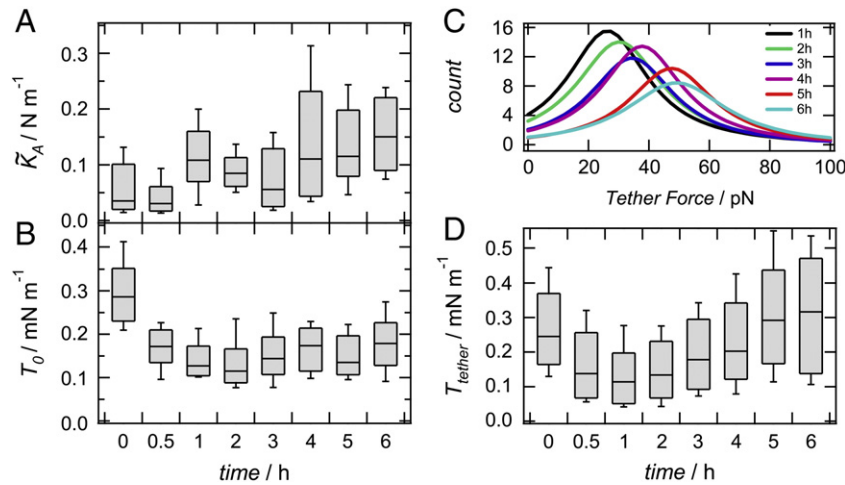 A
K̃_A / N m⁻¹
0.3
0.2
0.1
0.0
B
T₀ / mN m⁻¹
0.4
0.3
0.2
0.1
0.0
0 0.5 1 2 3 4 5 6
time / h
C
count
16
12
8
4
0
1h
2h
3h
4h
5h
6h
0 20 40 60 80 100
Tether Force / pN
D
T_tether / mN m⁻¹
0.5
0.4
0.3
0.2
0.1
0.0
0 0.5 1 2 3 4 5 6
time / h